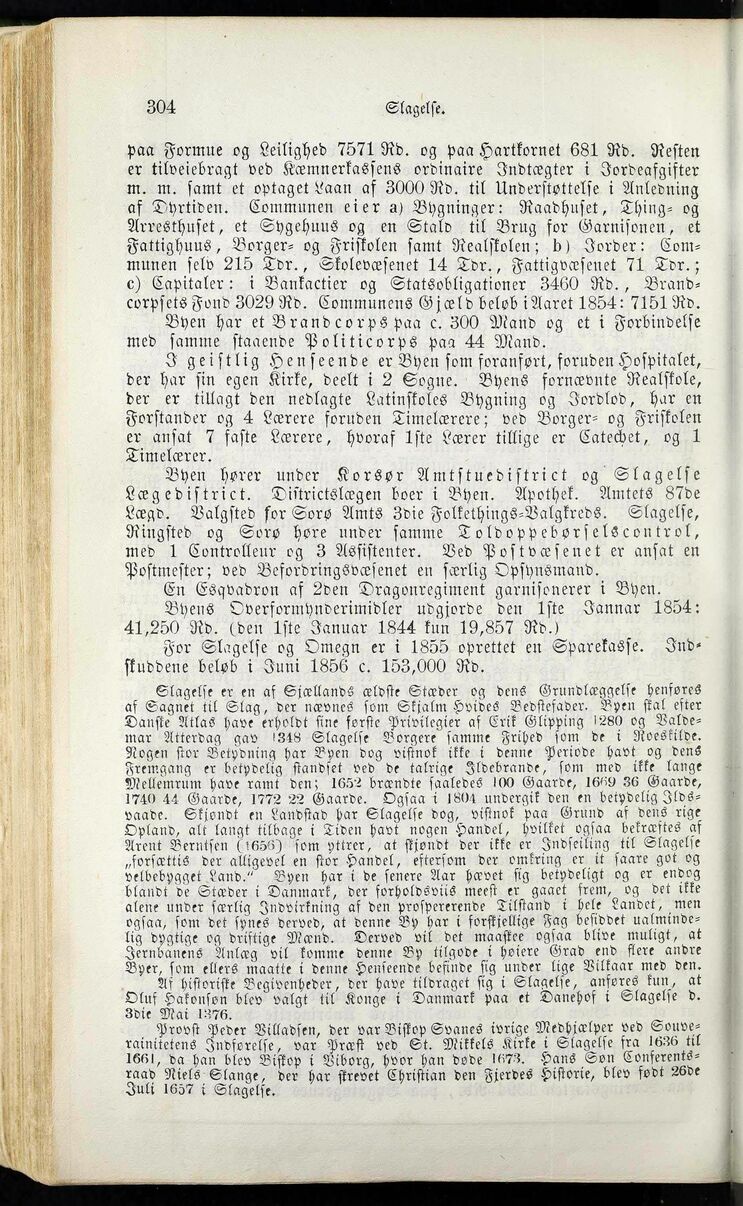 304 Slagelse.
paa Formue og Leilighed 7571 Rd. og paa Hartkornet 681 Rd. Resten
er tilveiebragt ved Kæmnerkassens ordinaire Indtægter i Jordeafgifter
m. m. samt et optaget Laan af 3000 Rd. til Understøttelse i Anledning
af Dyrtiden. Communen eier a) Bygninger: Raadhuset, Thing- og
Arresthuset, et Sygehuus og en Stald til Brug for Garnisonen, et
Fattighuus, Borger- og Friskolen samt Realskolen; b) Jorder: Com-
munen selv 215 Tdr., Skolevæsenet 14 Tdr., Fattigvæsenet 71 Tdr.;
c) Capitaler: i Bankactier og Statsobligationer 3460 Rd., Brand-
corpsets Fond 3029 Rd. Communens Gjæld beløb i Aaret 1854: 7151 Rd.
Byen har et Brandcorps paa c. 300 Mand og et i Forbindelse
med samme staaende Politicorps paa 44 Mand.
I geistlig Henseende er Byen som foranført, foruden Hospitalet,
der har sin egen Kirke, deelt i 2 Sogne. Byens fornævnte Realskole,
der er tillagt den nedlagte Latinskoles Bygning og Jordlod, har en
Forstander og 4 Lærere foruden Timelærere; ved Borger- og Friskolen
er ansat 7 faste Lærere, hvoraf 1ste Lærer tillige er Catechet, og 1
Timelærer.
Byen hører under Korsør Amtstuedistrict og Slagelse
Lægedistrict. Districtslægen boer i Byen. Apothek. Amtets 87de
Lægd. Valgsted for Sorø Amts 3die Folkethings-Valgkreds. Slagelse,
Ringsted og Sorø høre under samme Toldoppebørselscontrol,
med 1 Controlleur og 3 Assistenter. Ved Postvæsenet er ansat en
Postmester; ved Befordringsvæsenet en særlig Opsynsmand.
En Esqvadron af 2den Dragonregiment garnisonerer i Byen.
Byens Overformynderimidler udgjorde den 1ste Jannar 1854:
41,250 Rd. (den 1ste Januar 1844 kun 19,857 Rd.)
For Slagelse og Omegn er i 1855 oprettet en Sparekasse. Ind-
skuddene beløb i Juni 1856 c. 153,000 Rd.
Slagelse er en af Sjællands ældste Stæder og dens Grundlæggelse henføres
af Sagnet til Slag, der nævnes som Skjalm Hvides Bedstefader. Byen skal efter
Danske Atlas have erholdt sine første Privilegier af Erik Glipping 1280 og Valde-
mar Atterdag gav 1348 Slagelse Borgere samme Frihed som de i Roeskilde.
Nogen stor Betydning har Byen dog vistnok ikke i denne Periode havt og dens
Fremgang er betydelig standset ved de talrige Ildebrande, som med ikke lange
Mellemrum have ramt den; 1652 brændte saaledes 100 Gaarde, 1669 36 Gaarde,
1740 44 Gaarde, 1772 22 Gaarde. Ogsaa i 1804 undergik den en betydelig Ilds-
vaade. Skjøndt en Landstad har Slagelse dog, vistnok paa Grund af dens rige
Opland, alt langt tilbage i Tiden havt nogen Handel, hvilket ogsaa bekræftes af
Arent Berntsen (1656) som yttrer, at skjøndt der ikke er Indseiling til Slagelse
„forsættis der alligevel en stor Handel, eftersom der omkring er it saare got og
velbebygget Land.“ Byen har i de senere Aar hævet sig betydeligt og er endog
blandt de Stæder i Danmark, der forholdsviis meest er gaaet frem, og det ikke
alene under særlig Indvirkning af den prospererende Tilstand i hele Landet, men
ogsaa, som det synes derved, at denne By har i forskjellige Fag besiddet ualminde-
lig dygtige og driftige Mænd. Derved vil det maaskee ogsaa blive muligt, at
Jernbanens Anlæg vil komme denne By tilgode i høiere Grad end flere andre
Byer, som ellers maatte i denne Henseende befinde sig under lige Vilkaar med den.
Af historiske Begivenheder, der have tildraget sig i Slagelse, anføres kun, at
Oluf Hakonsøn blev valgt til Konge i Danmark paa et Danehof i Slagelse d.
3die Mai 1376.
Provst Peder Villadsen, der var Biskop Svanes ivrige Medhjælper ved Souve-
rainitetens Indførelse, var Præst ved St. Mikkels Kirke i Slagelse fra 1636 til
1661, da han blev Biskop i Viborg, hvor han døde 1673. Hans Søn Conferents-
raad Niels Slange, der har skrevet Christian den Fjerdes Historie, blev født 26de
Juli 1657 i Slagelse.